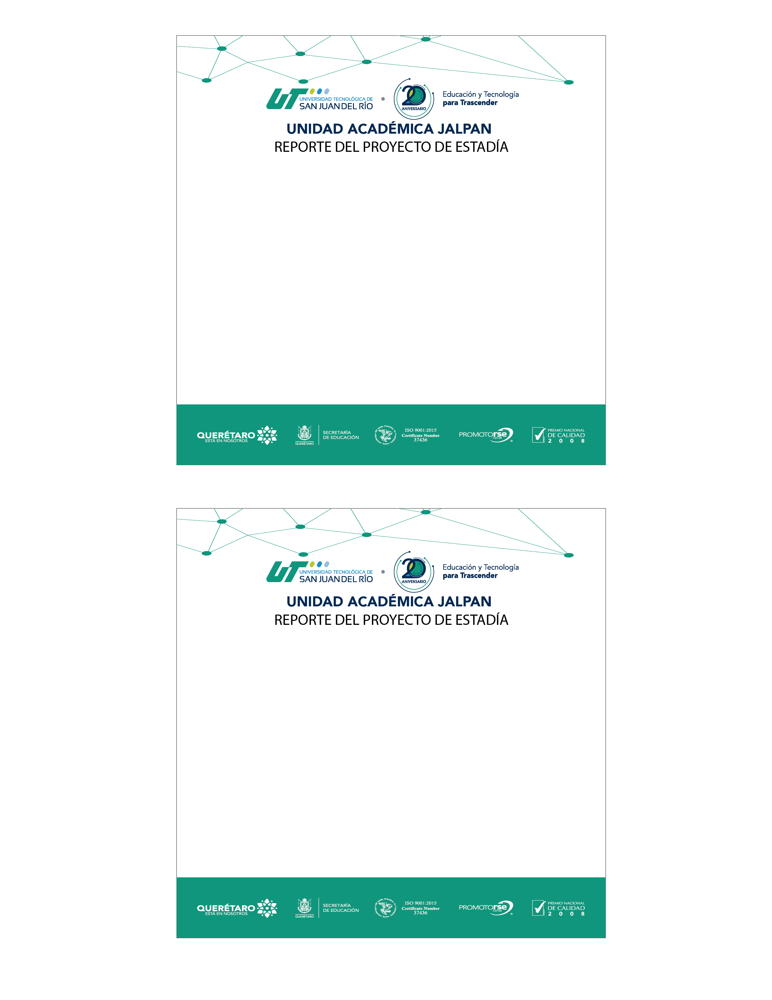 UNIVERSIDAD TECNOLÓGICA DE
SAN JUAN DEL RÍO
20
ANIVERSARIO
Educación y Tecnología
para Trascender
UNIDAD ACADÉMICA JALPAN
REPORTE DEL PROYECTO DE ESTADÍA
QUERÉTARO
ESTÁ EN NOSOTROS
QUERÉTARO
SECRETARÍA
DE EDUCACIÓN
ISO 9001:2015
Certificate Number
37436
PROMOTORSE
Cemefi
PREMIO NACIONAL
DE CALIDAD
2 0 0 8
UNIVERSIDAD TECNOLÓGICA DE
SAN JUAN DEL RÍO
20
ANIVERSARIO
Educación y Tecnología
para Trascender
UNIDAD ACADÉMICA JALPAN
REPORTE DEL PROYECTO DE ESTADÍA
QUERÉTARO
ESTÁ EN NOSOTROS
QUERÉTARO
SECRETARÍA
DE EDUCACIÓN
ISO 9001:2015
Certificate Number
37436
PROMOTORSE
Cemefi
PREMIO NACIONAL
DE CALIDAD
2 0 0 8